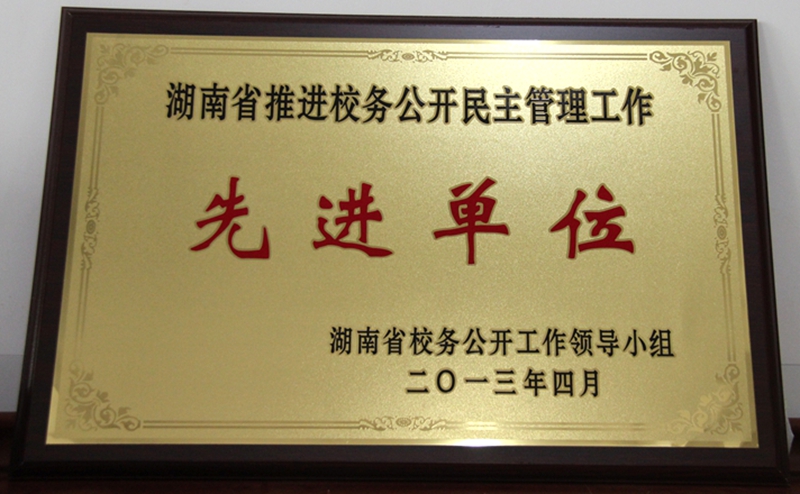 湖南省推进校务公开民主管理工作
先进单位
湖南省校务公开工作领导小组
二〇一三年四月